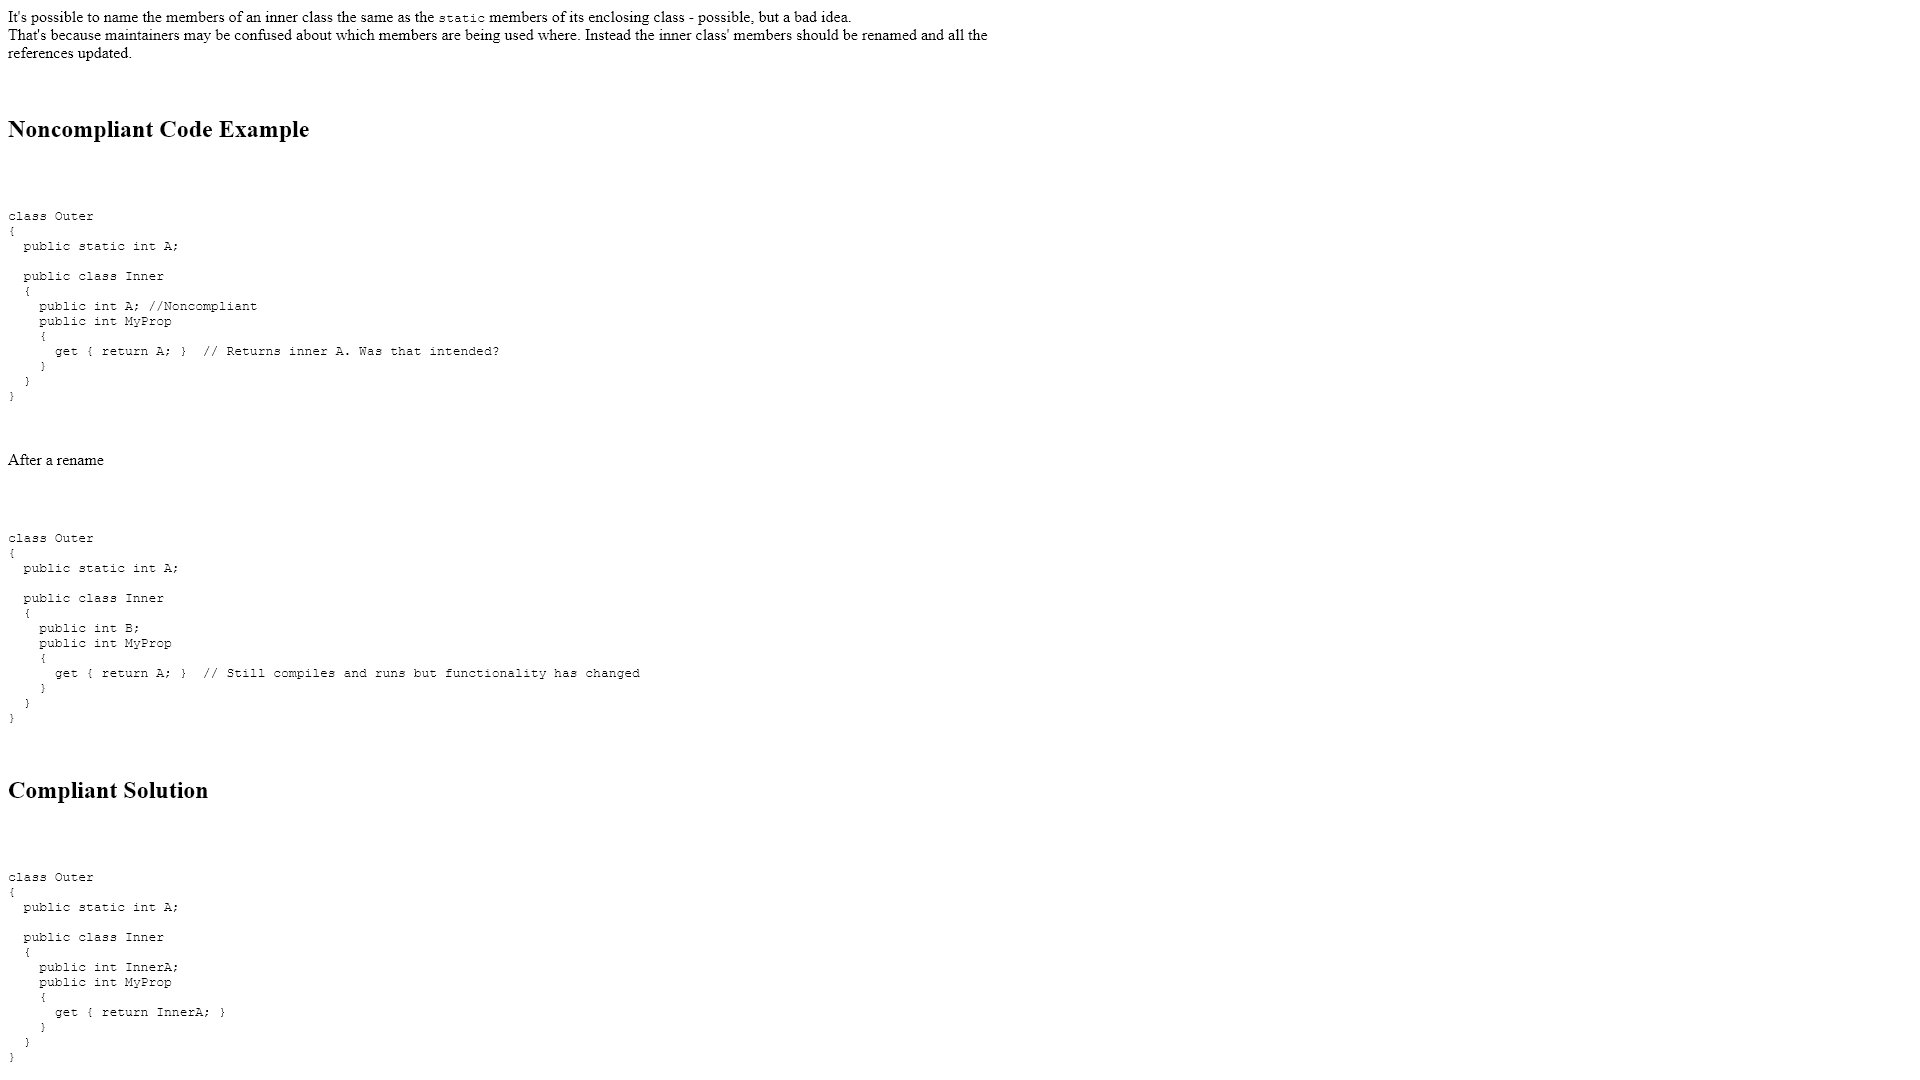 It's possible to name the members of an inner class the same as the static members of its enclosing class - possible, but a bad idea.
That's because maintainers may be confused about which members are being used where. Instead the inner class' members should be renamed and all the
references updated.
Noncompliant Code Example
class Outer
{
  public static int A;
  public class Inner
  {
    public int A; //Noncompliant
    public int MyProp
    {
      get { return A; }  // Returns inner A. Was that intended?
    }
  }
}
After a rename
class Outer
{
  public static int A;
  public class Inner
  {
    public int B;
    public int MyProp
    {
      get { return A; }  // Still compiles and runs but functionality has changed
    }
  }
}
Compliant Solution
class Outer
{
  public static int A;
  public class Inner
  {
    public int InnerA;
    public int MyProp
    {
      get { return InnerA; }
    }
  }
}